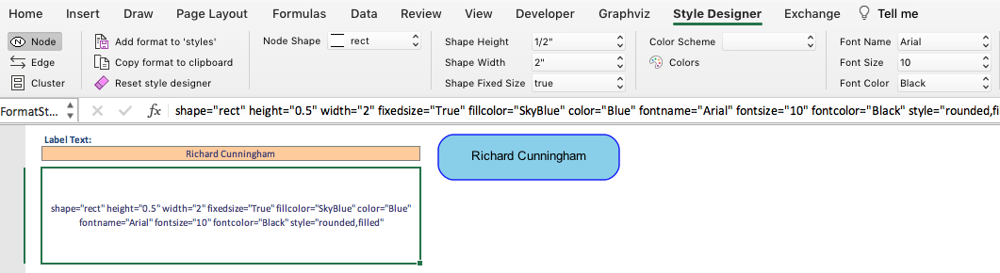 Home Insert Draw Page Layout Formulas Data Review View Developer Graphviz Style Designer Exchange Tell me
Node Add format to 'styles' Node Shape rect Shape Height 1/2" Color Scheme Font Name Arial
Edge Copy format to clipboard Shape Width 2" Colors Font Size 10
Cluster Reset style designer Shape Fixed Size true Font Color Black
FormatSt... fx shape="rect" height="0.5" width="2" fixedsize="True" fillcolor="SkyBlue" color="Blue" fontname="Arial" fontsize="10" fontcolor="Black" style="rounded,fil
Label Text:
Richard Cunningham Richard Cunningham
shape="rect" height="0.5" width="2" fixedsize="True" fillcolor="SkyBlue" color="Blue"
fontname="Arial" fontsize="10" fontcolor="Black" style="rounded,filled"